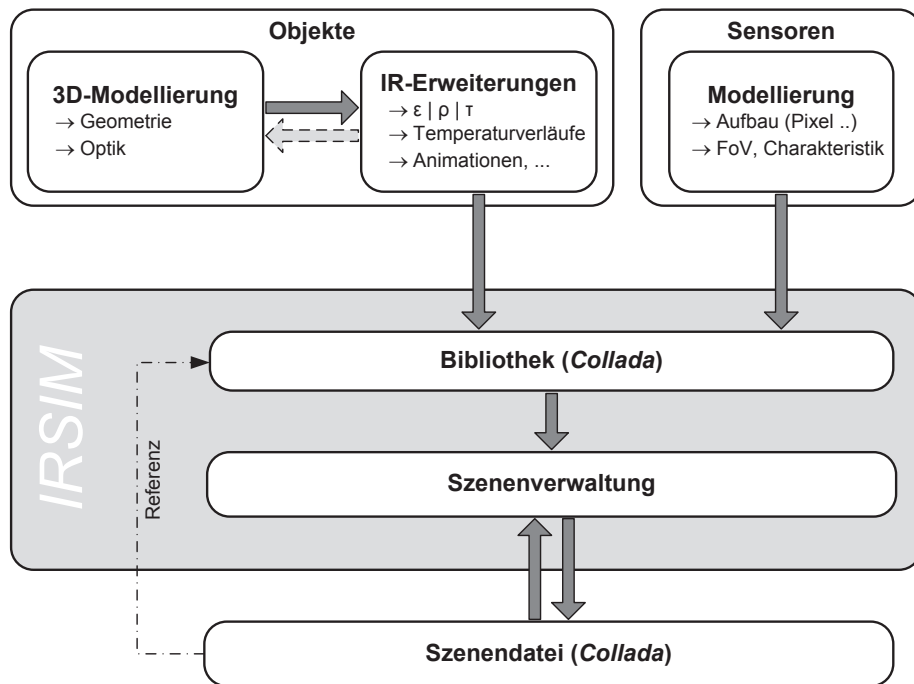 Objekte
3D-Modellierung
→ Geometrie
→ Optik
IR-Erweiterungen
→ ε | ρ | τ
→ Temperaturverläufe
→ Animationen, ...
Sensoren
Modellierung
→ Aufbau (Pixel ..)
→ FoV, Charakteristik
IRSIM
Referenz
Bibliothek (Collada)
Szenenverwaltung
Szenendatei (Collada)